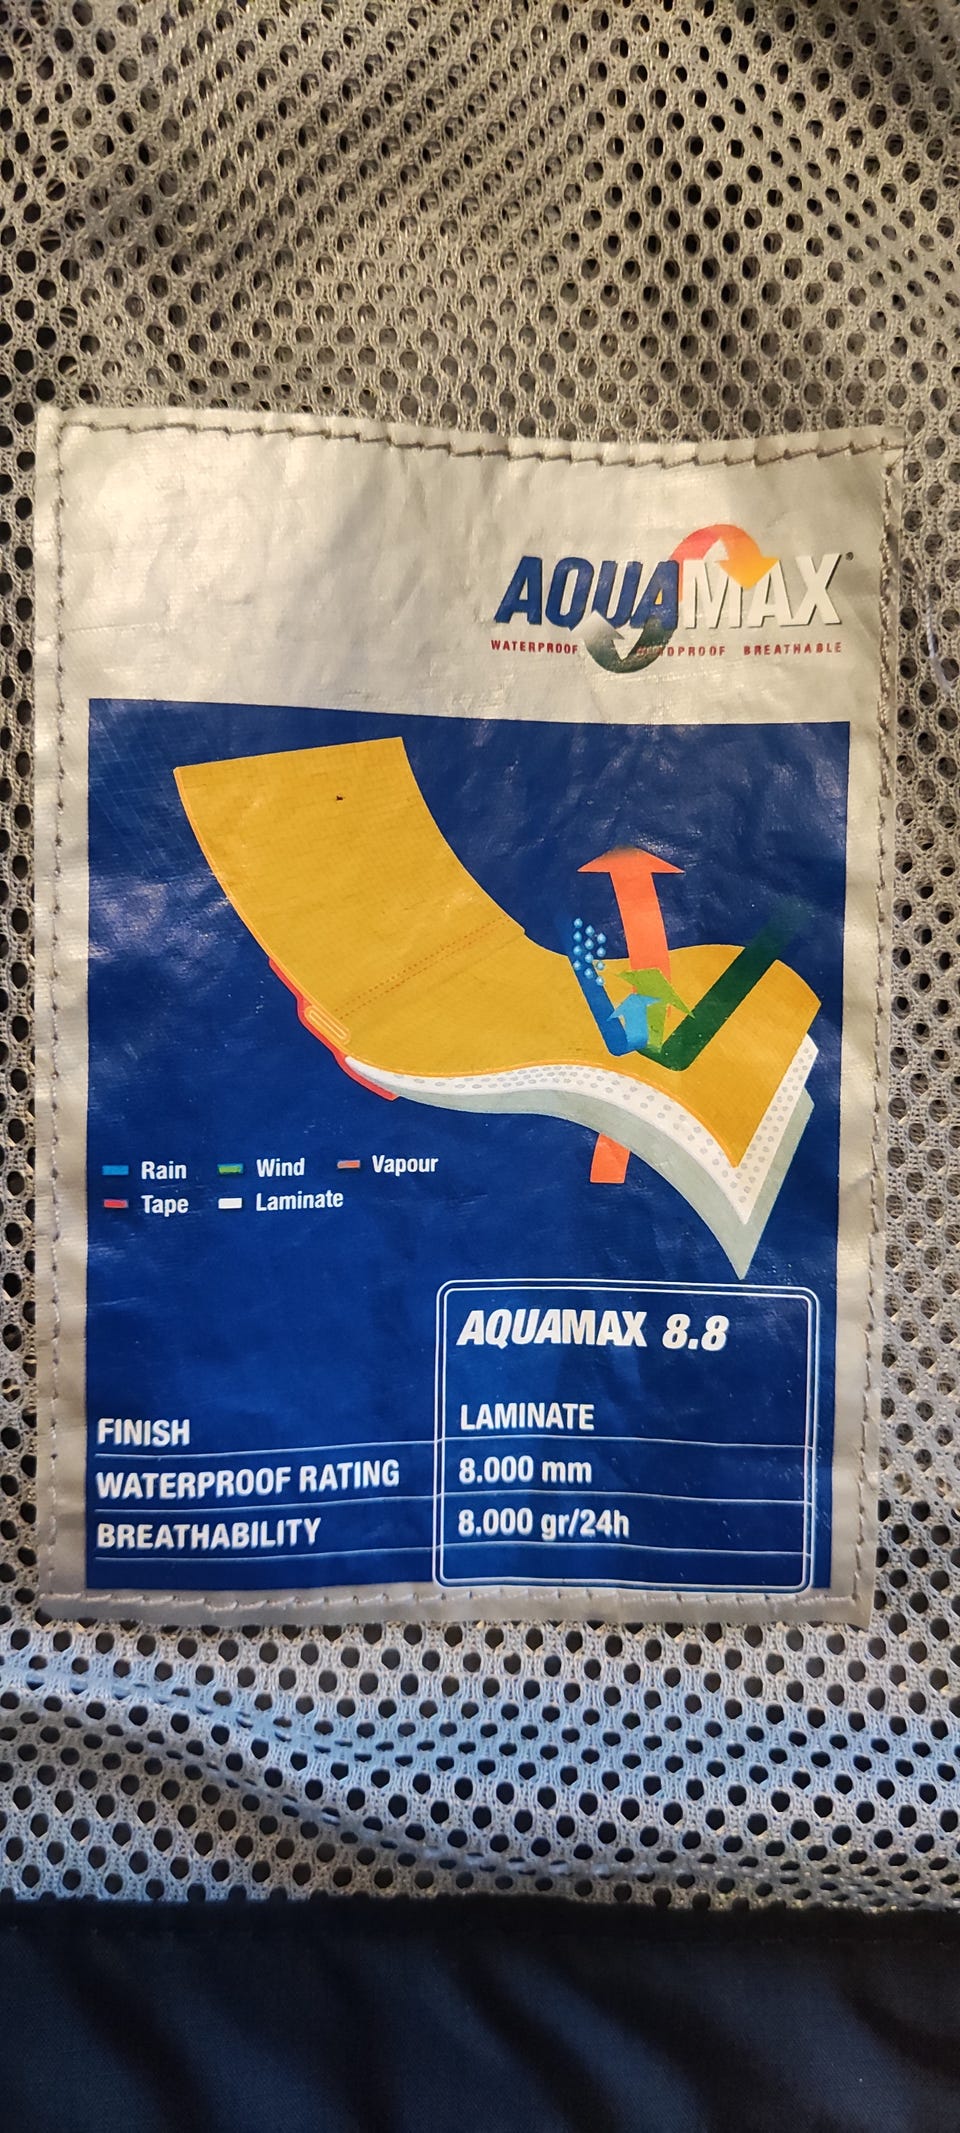 AQUAMAX®
WATERPROOF WINDPROOF BREATHABLE
Rain Wind Vapour
Tape Laminate
AQUAMAX 8.8
FINISH LAMINATE
WATERPROOF RATING 8.000 mm
BREATHABILITY 8.000 gr/24h